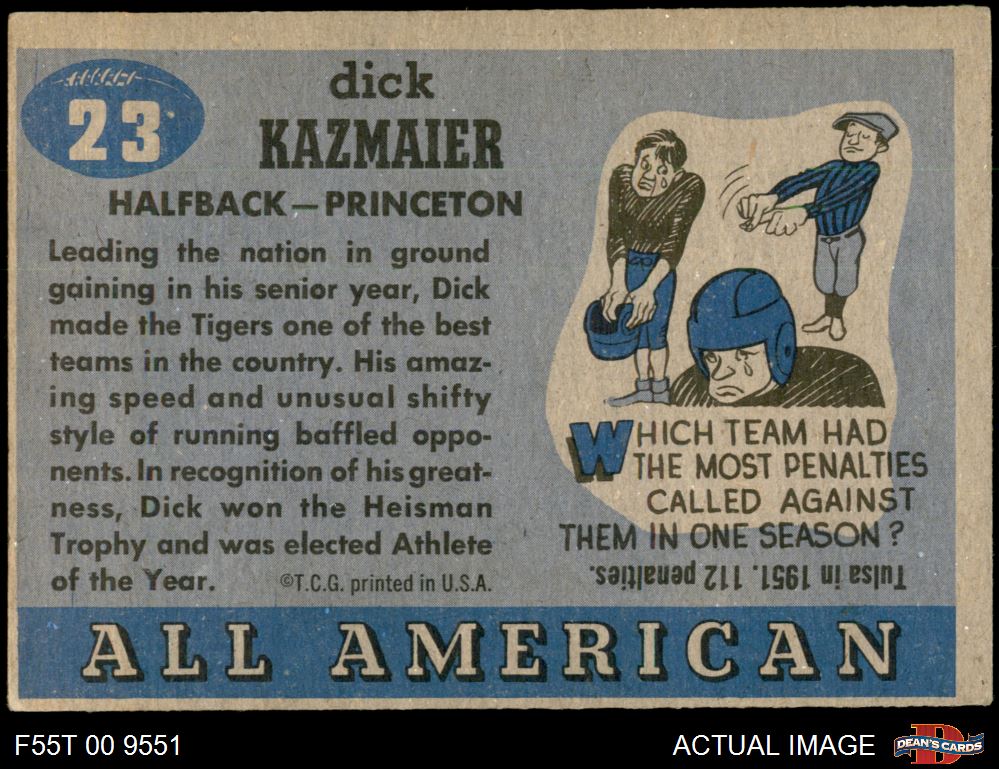 23
dick
KAZMAIER
HALFBACK — PRINCETON
Leading the nation in ground
gaining in his senior year, Dick
made the Tigers one of the best
teams in the country. His amaz-
ing speed and unusual shifty
style of running baffled oppo-
nents. In recognition of his great-
ness, Dick won the Heisman
Trophy and was elected Athlete
of the Year.
©T.C.G. printed in U.S.A.
WHICH TEAM HAD
THE MOST PENALTIES
CALLED AGAINST
THEM IN ONE SEASON?
Tulsa in 1951. 112 penalties.
ALL AMERICAN
F55T 00 9551
ACTUAL IMAGE
D
DEAN'S CARDS